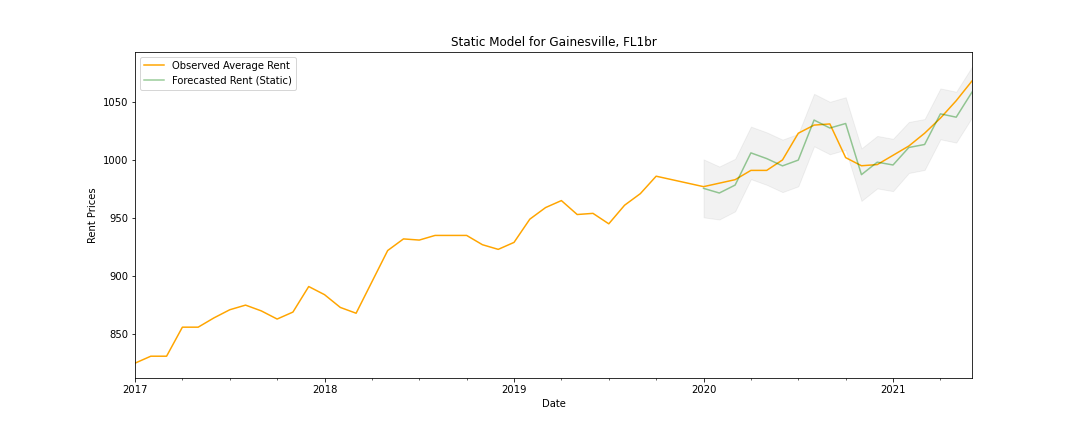 Static Model for Gainesville, FL1br
Observed Average Rent
Forecasted Rent (Static)
1050
1000
950
900
850
Rent Prices
2017 2018 2019 2020 2021
Date